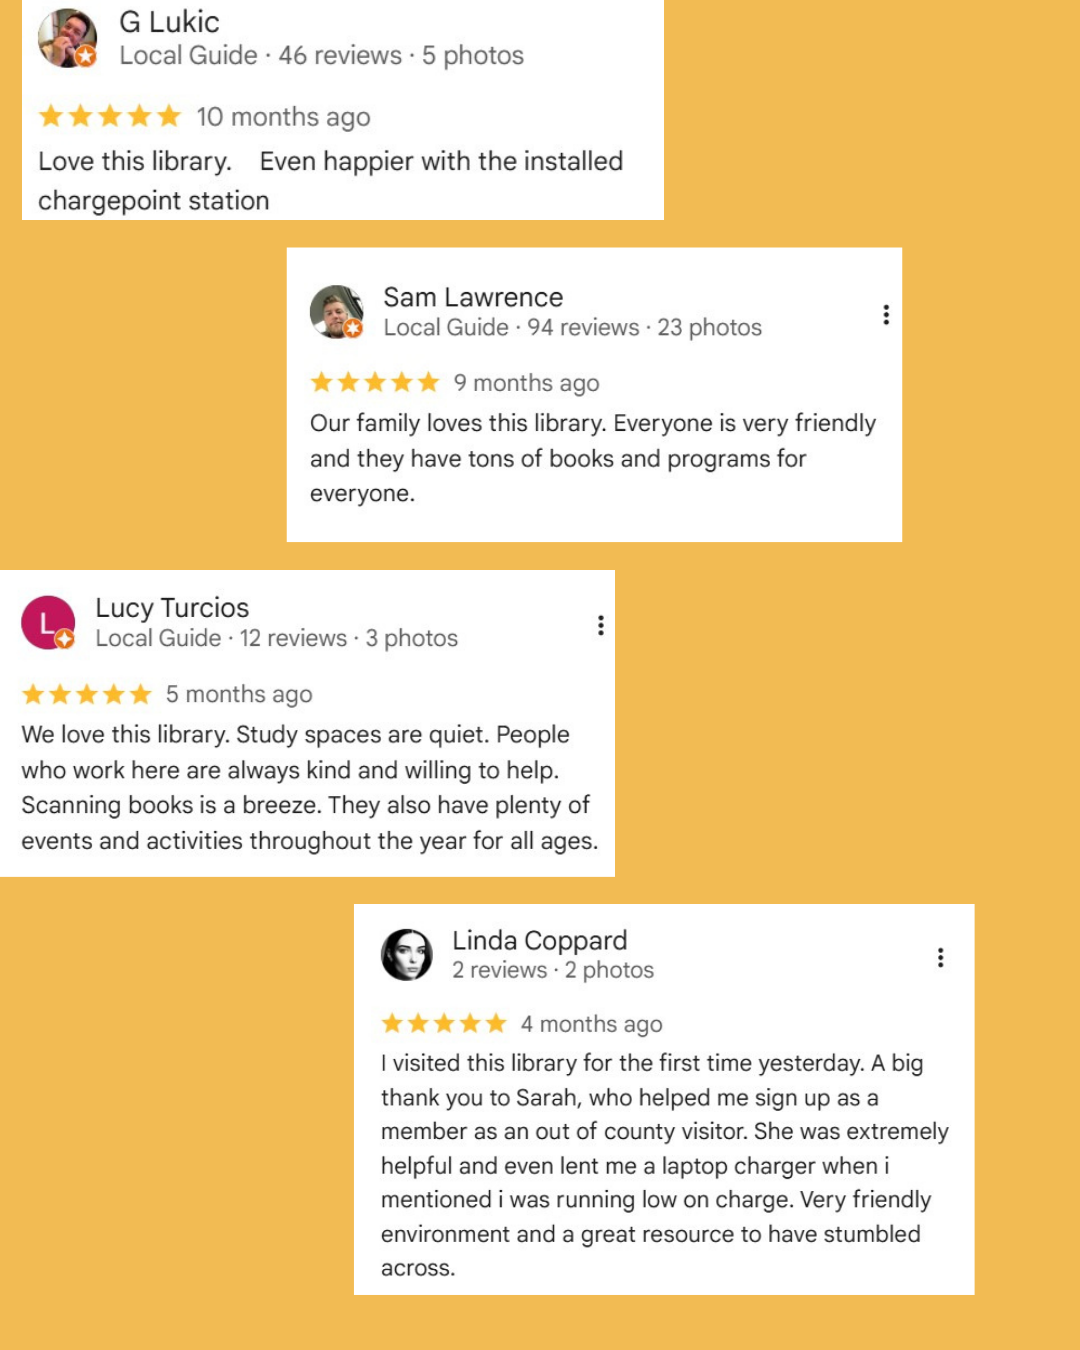 G Lukic
Local Guide · 46 reviews · 5 photos
10 months ago
Love this library. Even happier with the installed
chargepoint station
Sam Lawrence
Local Guide · 94 reviews · 23 photos
9 months ago
Our family loves this library. Everyone is very friendly
and they have tons of books and programs for
everyone.
L
Lucy Turcios
Local Guide · 12 reviews · 3 photos
5 months ago
We love this library. Study spaces are quiet. People
who work here are always kind and willing to help.
Scanning books is a breeze. They also have plenty of
events and activities throughout the year for all ages.
Linda Coppard
2 reviews · 2 photos
4 months ago
I visited this library for the first time yesterday. A big
thank you to Sarah, who helped me sign up as a
member as an out of county visitor. She was extremely
helpful and even lent me a laptop charger when i
mentioned i was running low on charge. Very friendly
environment and a great resource to have stumbled
across.